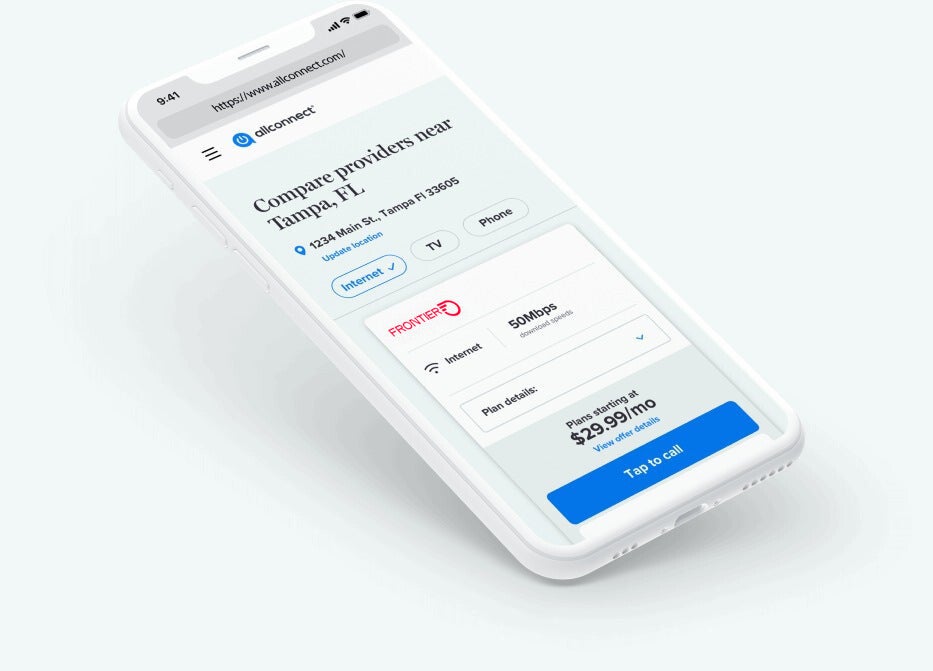 9:41
https://www.allconnect.com/
allconnect®
Compare providers near
Tampa, FL
1234 Main St., Tampa Fl 33605
Update location
Internet
TV
Phone
FRONTIER
Internet
50Mbps
download speeds
Plan details:
Plans starting at
$29.99/mo
View offer details
Tap to call